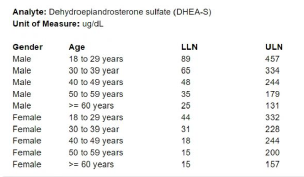 Analyte: Dehydroepiandrosterone sulfate (DHEA-S)
Unit of Measure: ug/dL
Gender Age LLN ULN
Male 18 to 29 years 89 457
Male 30 to 39 year 65 334
Male 40 to 49 years 48 244
Male 50 to 59 years 35 179
Male >= 60 years 25 131
Female 18 to 29 years 44 332
Female 30 to 39 year 31 228
Female 40 to 49 years 18 244
Female 50 to 59 years 15 200
Female >= 60 years 15 157